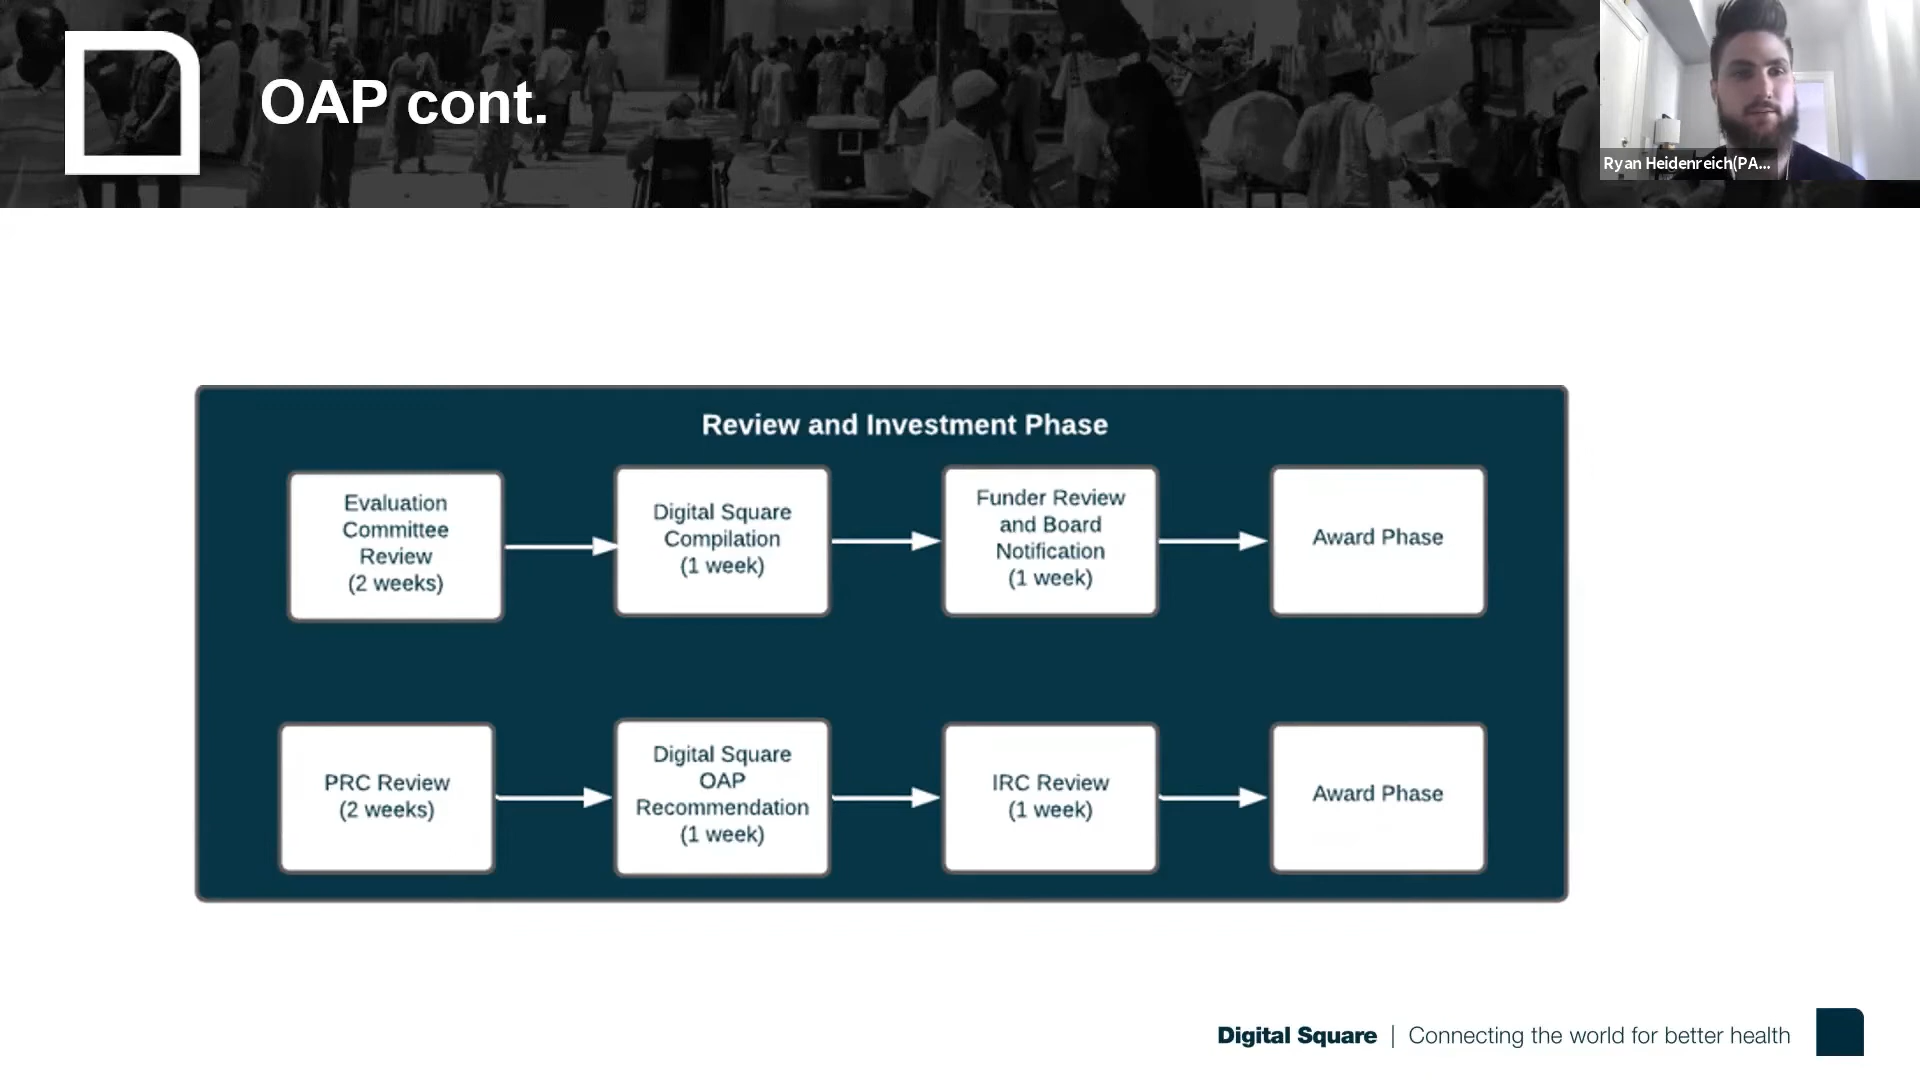 OAP cont.
Ryan Heidenreich(PA...
Review and Investment Phase
Evaluation
Committee
Review
(2 weeks)
Digital Square
Compilation
(1 week)
Funder Review
and Board
Notification
(1 week)
Award Phase
PRC Review
(2 weeks)
Digital Square
OAP
Recommendation
(1 week)
IRC Review
(1 week)
Award Phase
Digital Square | Connecting the world for better health